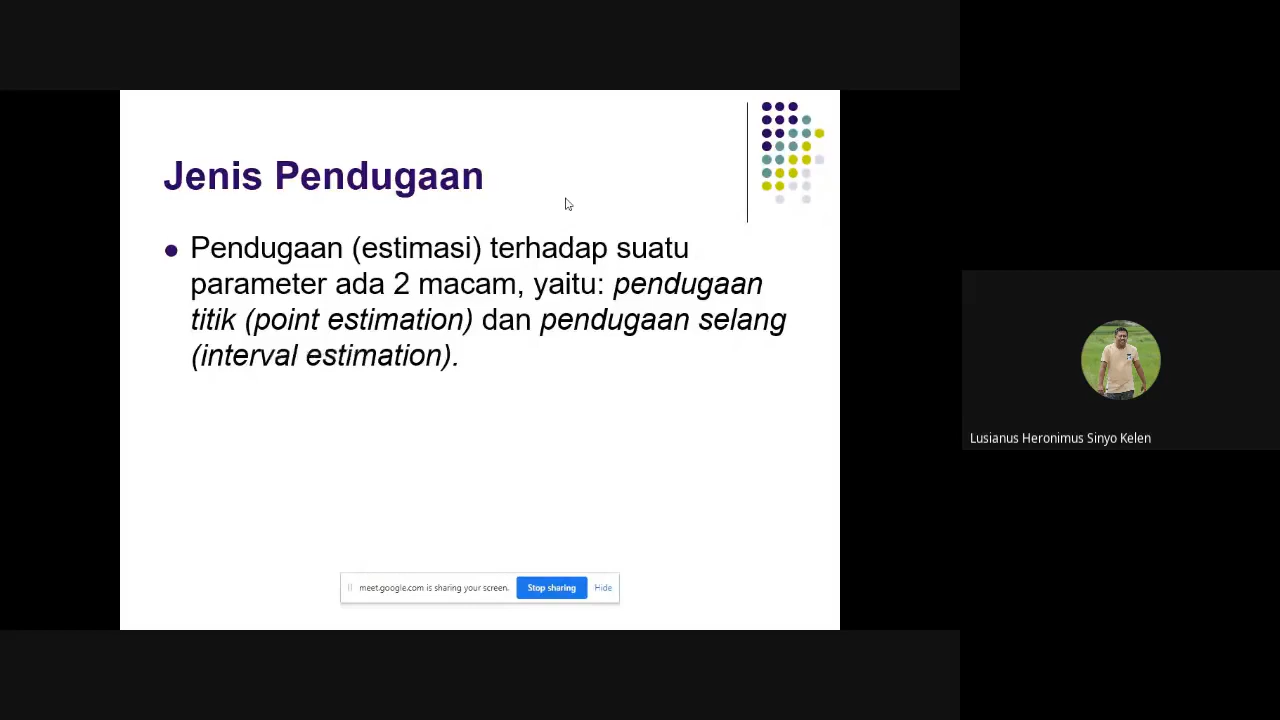 Jenis Pendugaan
Pendugaan (estimasi) terhadap suatu
parameter ada 2 macam, yaitu: pendugaan
titik (point estimation) dan pendugaan selang
(interval estimation).
meet.google.com is sharing your screen.
Stop sharing
Hide
Lusianus Heronimus Sinyo Kelen